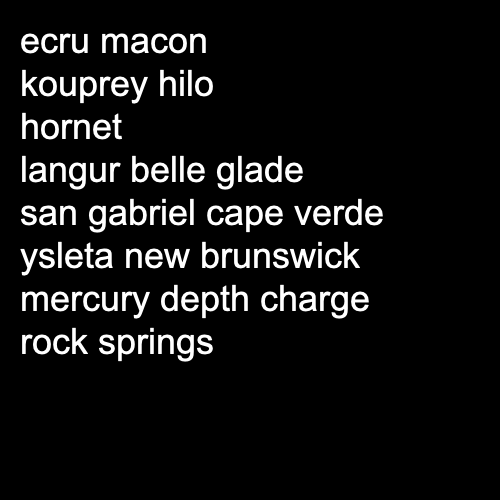 ecru macon
kouprey hilo
hornet
langur belle glade
san gabriel cape verde
ysleta new brunswick
mercury depth charge
rock springs